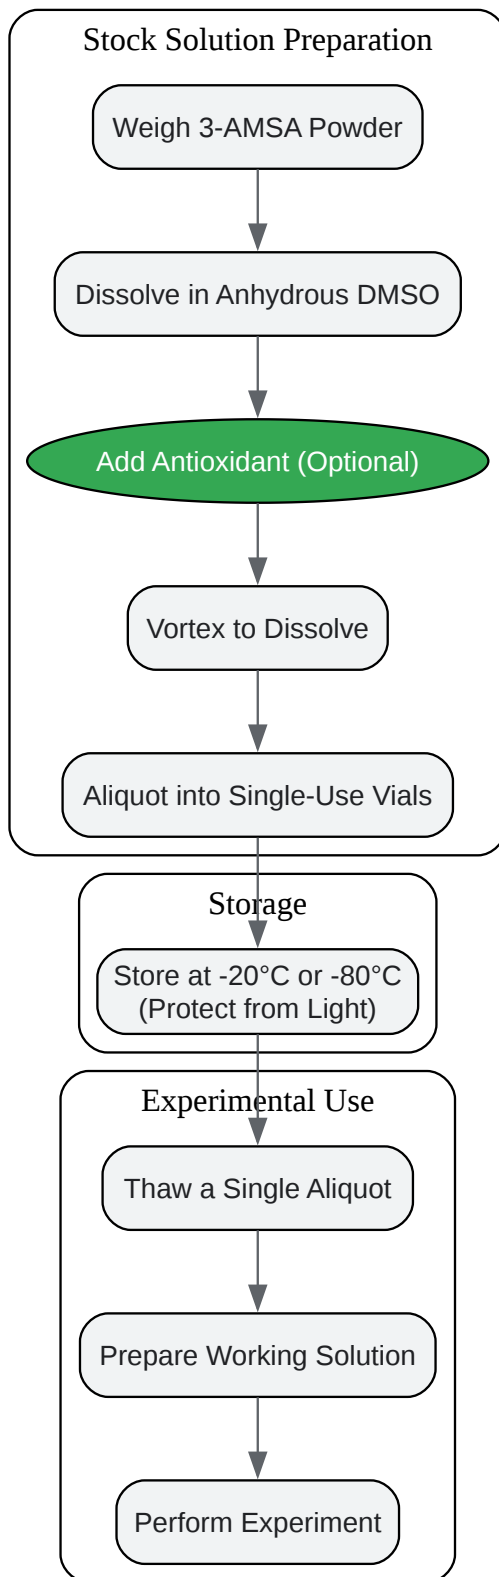 Stock Solution Preparation
Weigh 3-AMSA Powder
Dissolve in Anhydrous DMSO
Add Antioxidant (Optional)
Vortex to Dissolve
Aliquot into Single-Use Vials
Storage
Store at -20°C or -80°C
(Protect from Light)
Experimental Use
Thaw a Single Aliquot
Prepare Working Solution
Perform Experiment